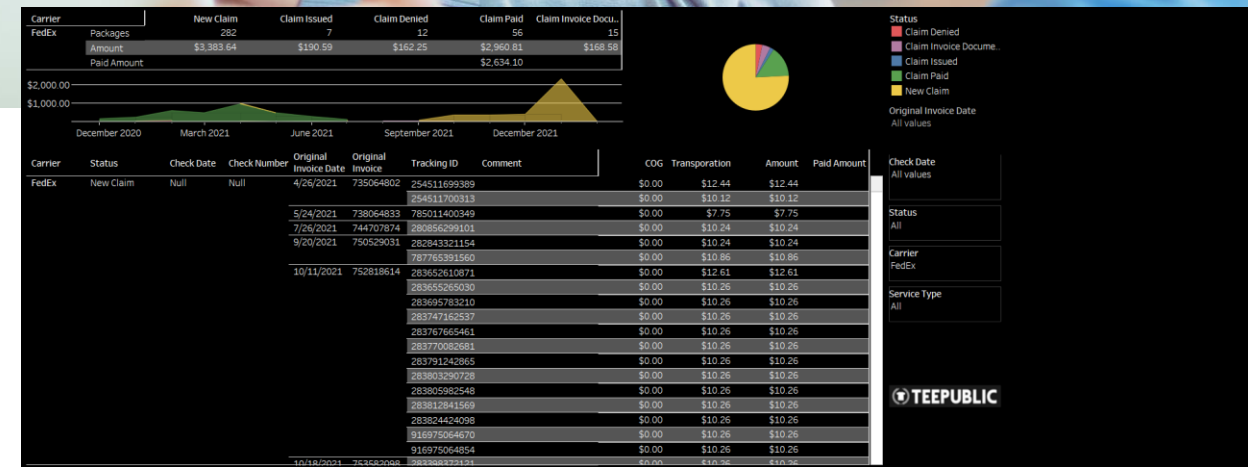 Carrier New Claim Claim Issued Claim Denied Claim Paid Claim Invoice Docu..
FedEx Packages 282 7 12 56 15
Amount $3,383.64 $190.59 $162.25 $2,960.81 $168.58
Paid Amount $2,634.10
$2,000.00
$1,000.00
December 2020 March 2021 June 2021 September 2021 December 2021
Status
Claim Denied
Claim Invoice Docume..
Claim Issued
Claim Paid
New Claim
Original Invoice Date
All values
Carrier Status Check Date Check Number Original Invoice Date Original Invoice Tracking ID Comment COG Transporation Amount Paid Amount
FedEx New Claim Null Null 4/26/2021 735064802 254511699389 $0.00 $12.44 $12.44
254511700313 $0.00 $10.12 $10.12
5/24/2021 738064833 785011400349 $0.00 $7.75 $7.75
7/26/2021 744707874 280856299101 $0.00 $10.24 $10.24
9/20/2021 750529031 282843321154 $0.00 $10.24 $10.24
787765391560 $0.00 $10.86 $10.86
10/11/2021 752818614 283652610871 $0.00 $12.61 $12.61
283655265030 $0.00 $10.26 $10.26
283695783210 $0.00 $10.26 $10.26
283747162537 $0.00 $10.26 $10.26
283767665461 $0.00 $10.26 $10.26
283770082681 $0.00 $10.26 $10.26
283791242865 $0.00 $10.26 $10.26
283803290728 $0.00 $10.26 $10.26
283805982548 $0.00 $10.26 $10.26
283812841569 $0.00 $10.26 $10.26
283824424098 $0.00 $10.26 $10.26
916975064670 $0.00 $10.26 $10.26
916975064854 $0.00 $10.26 $10.26
10/18/2021 753582098 283398372121 $0.00 $10.26 $10.26
Check Date
All values
Status
All
Carrier
FedEx
Service Type
All
TEEPUBLIC